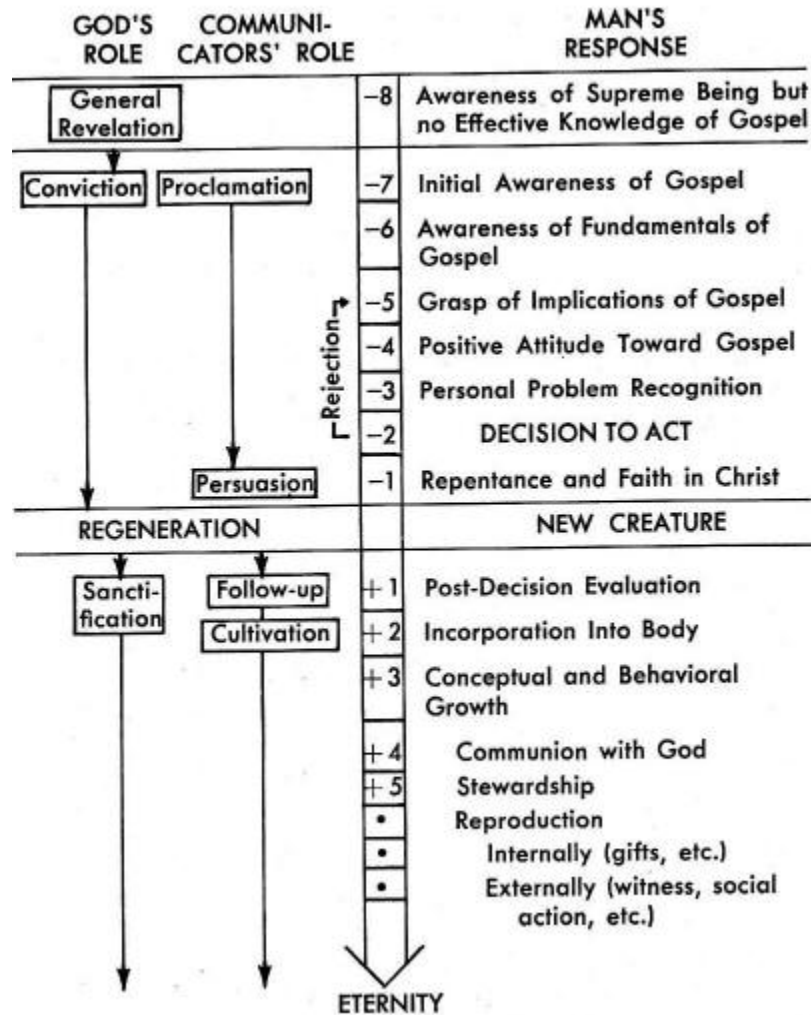 GOD'S ROLE
COMMUNI-
CATORS' ROLE
MAN'S
RESPONSE
General
Revelation
-8
Awareness of Supreme Being but
no Effective Knowledge of Gospel
Conviction
Proclamation
-7
Initial Awareness of Gospel
-6
Awareness of Fundamentals of
Gospel
Rejection
-5
Grasp of Implications of Gospel
-4
Positive Attitude Toward Gospel
-3
Personal Problem Recognition
-2
DECISION TO ACT
Persuasion
-1
Repentance and Faith in Christ
REGENERATION
NEW CREATURE
Sancti-
fication
Follow-up
+1
Post-Decision Evaluation
Cultivation
+2
Incorporation Into Body
+3
Conceptual and Behavioral
Growth
+4
Communion with God
+5
Stewardship
•
Reproduction
•
Internally (gifts, etc.)
•
Externally (witness, social
action, etc.)
ETERNITY